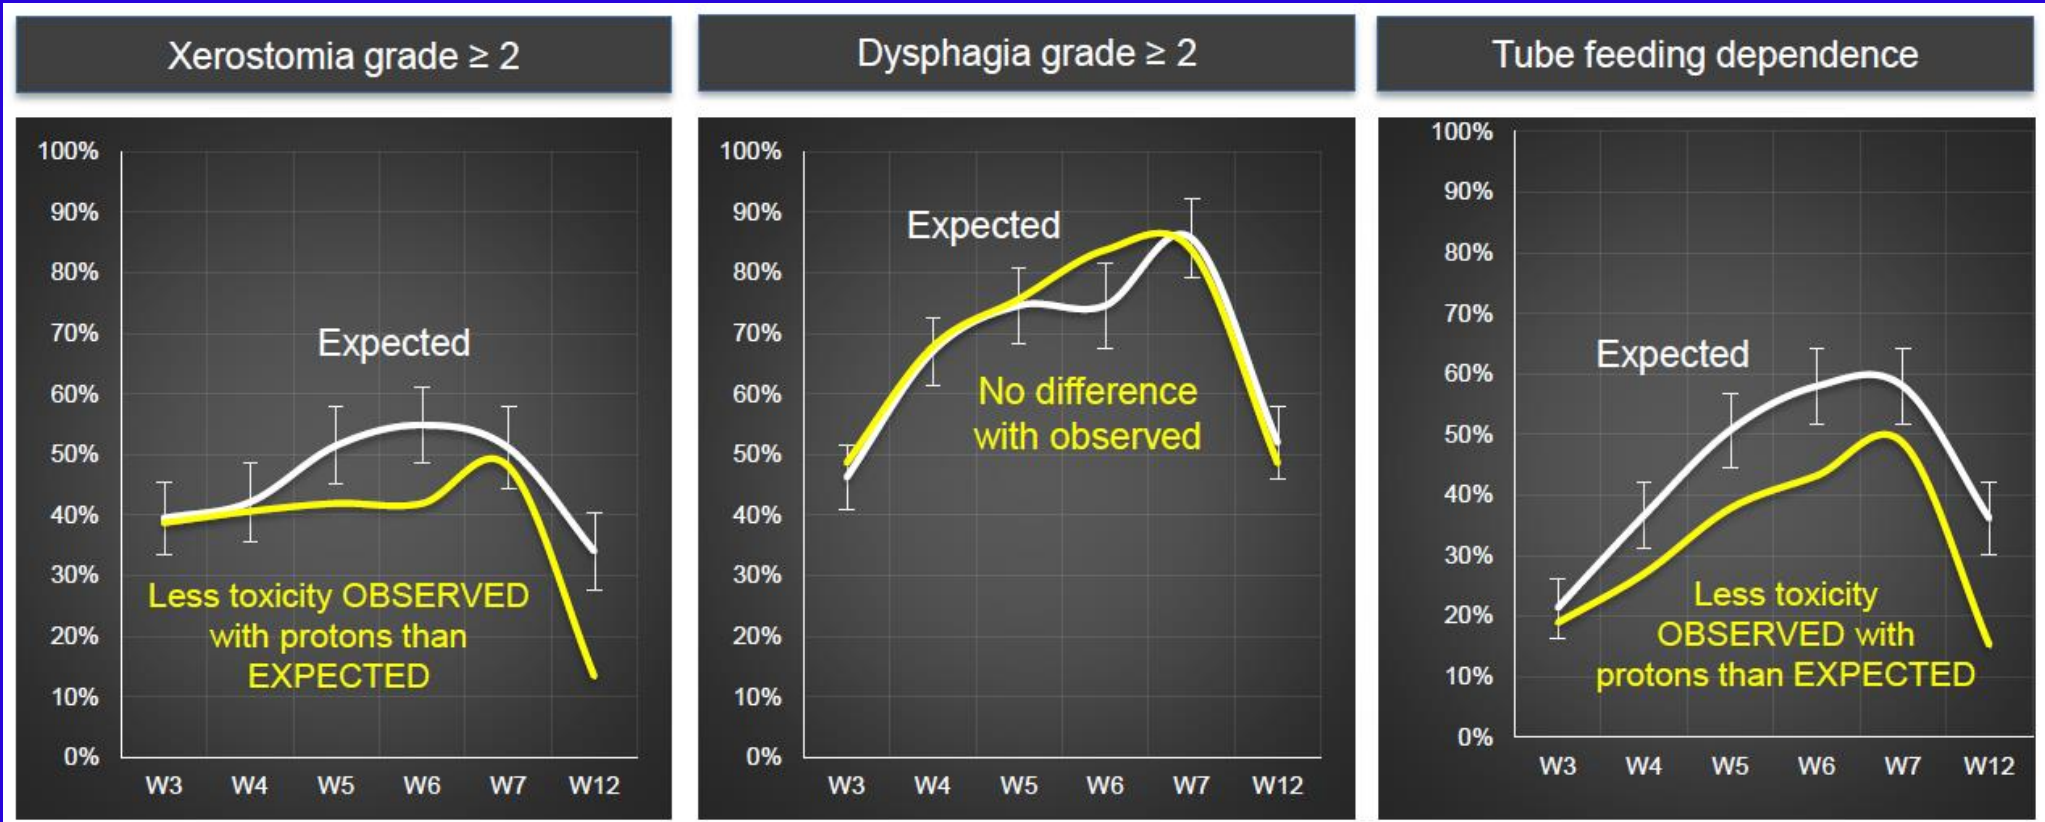 Xerostomia grade ≥ 2
100%
90%
80%
70%
60%
50%
40%
30%
20%
10%
0%
Expected
Less toxicity OBSERVED
with protons than
EXPECTED
W3 W4 W5 W6 W7 W12
Dysphagia grade ≥ 2
100%
90%
80%
70%
60%
50%
40%
30%
20%
10%
0%
Expected
No difference
with observed
W3 W4 W5 W6 W7 W12
Tube feeding dependence
100%
90%
80%
70%
60%
50%
40%
30%
20%
10%
0%
Expected
Less toxicity
OBSERVED with
protons than EXPECTED
W3 W4 W5 W6 W7 W12